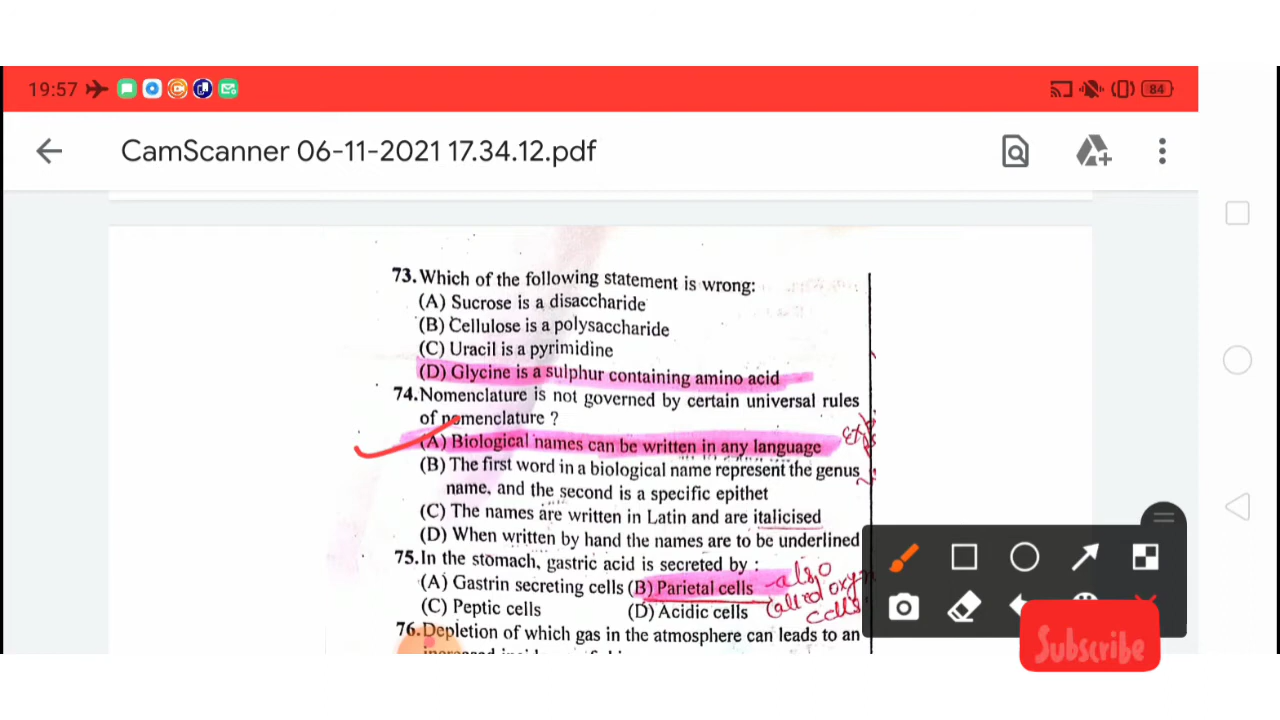 19:57
84
CamScanner 06-11-2021 17.34.12.pdf
73. Which of the following statement is wrong:
(A) Sucrose is a disaccharide
(B) Cellulose is a polysaccharide
(C) Uracil is a pyrimidine
(D) Glycine is a sulphur containing amino acid
74. Nomenclature is not governed by certain universal rules
of nomenclature ?
(A) Biological names can be written in any language
(B) The first word in a biological name represent the genus
name, and the second is a specific epithet
(C) The names are written in Latin and are italicised
(D) When written by hand the names are to be underlined
75. In the stomach, gastric acid is secreted by :
(A) Gastrin secreting cells (B) Parietal cells
also
(C) Peptic cells (D) Acidic cells
called oxyn
cells
76. Depletion of which gas in the atmosphere can leads to an
Subscribe